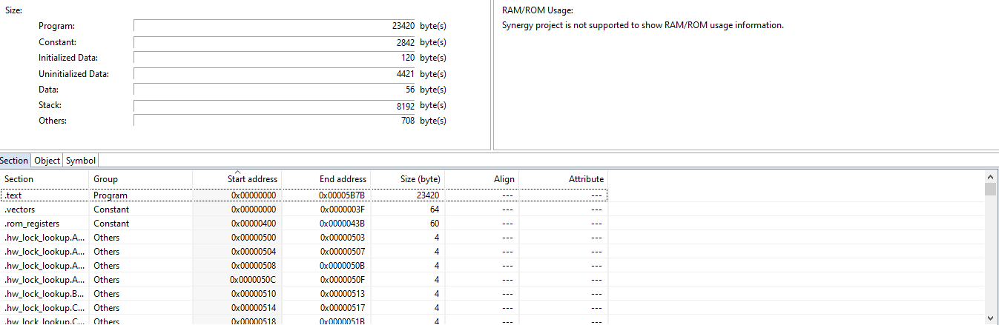 Size:
Program: 23420 byte(s)
Constant: 2842 byte(s)
Initialized Data: 120 byte(s)
Uninitialized Data: 4421 byte(s)
Data: 56 byte(s)
Stack: 8192 byte(s)
Others: 708 byte(s)
RAM/ROM Usage:
Synergy project is not supported to show RAM/ROM usage information.
Section Object Symbol
Section Group Start address End address Size (byte) Align Attribute
.text Program 0x00000000 0x00005B7B 23420 --- ---
.vectors Constant 0x00000000 0x0000003F 64 --- ---
.rom_registers Constant 0x00000400 0x0000043B 60 --- ---
.hw_lock_lookup.A... Others 0x00000500 0x00000503 4 --- ---
.hw_lock_lookup.A... Others 0x00000504 0x00000507 4 --- ---
.hw_lock_lookup.A... Others 0x00000508 0x0000050B 4 --- ---
.hw_lock_lookup.A... Others 0x0000050C 0x0000050F 4 --- ---
.hw_lock_lookup.B... Others 0x00000510 0x00000513 4 --- ---
.hw_lock_lookup.C... Others 0x00000514 0x00000517 4 --- ---
.hw_lock_lookup.C... Others 0x00000518 0x0000051B 4 --- ---